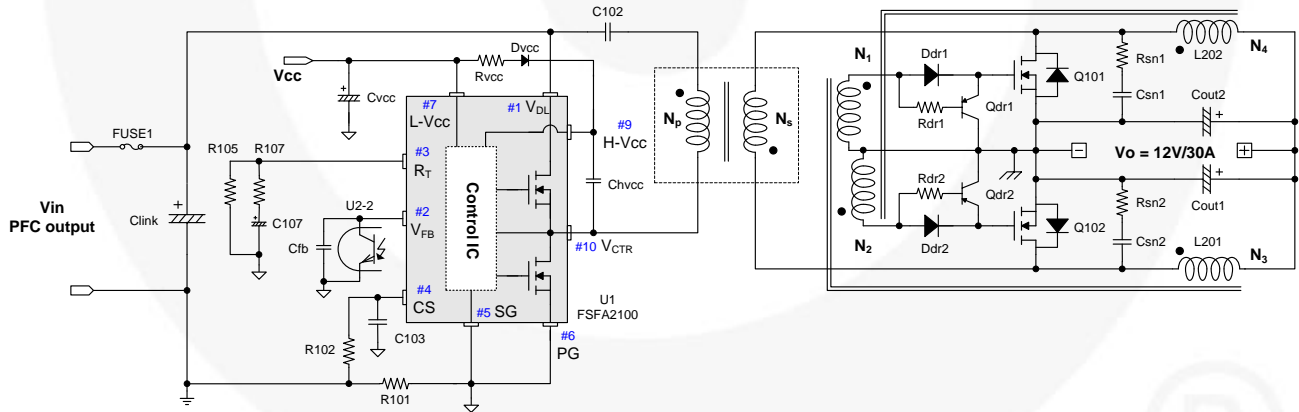 C102
Dvcc
Rvcc
Vcc
Cvcc
#7
L-Vcc
#1 VDL
#9
H-Vcc
FUSE1
R105 R107
#3
RT
Control IC
Chvcc
Vin
PFC output
Clink
C107
U2-2
#2
VFB
Cfb
#10 VCTR
#4
CS
#5 SG
U1
FSFA2100
#6
PG
R102
C103
R101
Np
Ns
N1
N2
Ddr1
Rdr1
Qdr1
Rdr2
Qdr2
Ddr2
Q101
Q102
Rsn1
Csn1
Cout2
L202
N4
- Vo = 12V/30A +
Rsn2
Csn2
Cout1
L201
N3
+
+
+
+
+
R